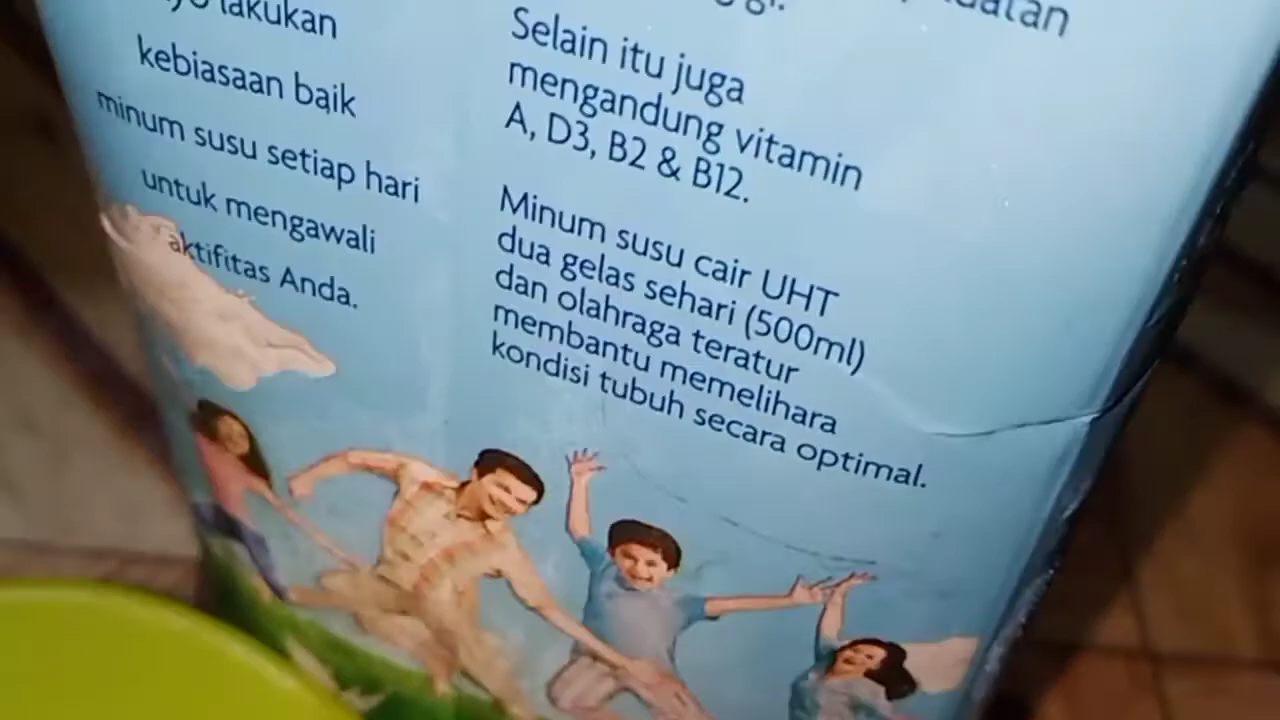 lakukan
kebiasaan baik
minum susu setiap hari
untuk mengawali
aktifitas Anda.
Selain itu juga
mengandung vitamin
A, D3, B2 & B12.
Minum susu cair UHT
dua gelas sehari (500ml)
dan olahraga teratur
membantu memelihara
kondisi tubuh secara optimal.